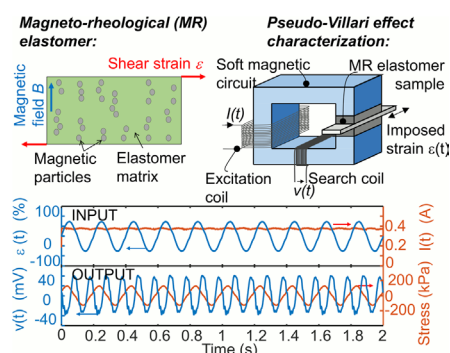 Magneto-rheological (MR)
elastomer:
Shear strain ε
Magnetic
field B
Magnetic
particles
Elastomer
matrix
Pseudo-Villari effect
characterization:
Soft magnetic
circuit
MR elastomer
sample
I(t)
Imposed
strain ε(t)
Excitation
coil
v(t)
Search coil
ε (t) (%)
100
0
-100
INPUT
0.4
0.2
0
I(t) (A)
v(t) (mV)
60
40
0
-40
OUTPUT
200
0
-200
Stress (kPa)
0 0.2 0.4 0.6 0.8 1 1.2 1.4 1.6 1.8 2
Time (s)